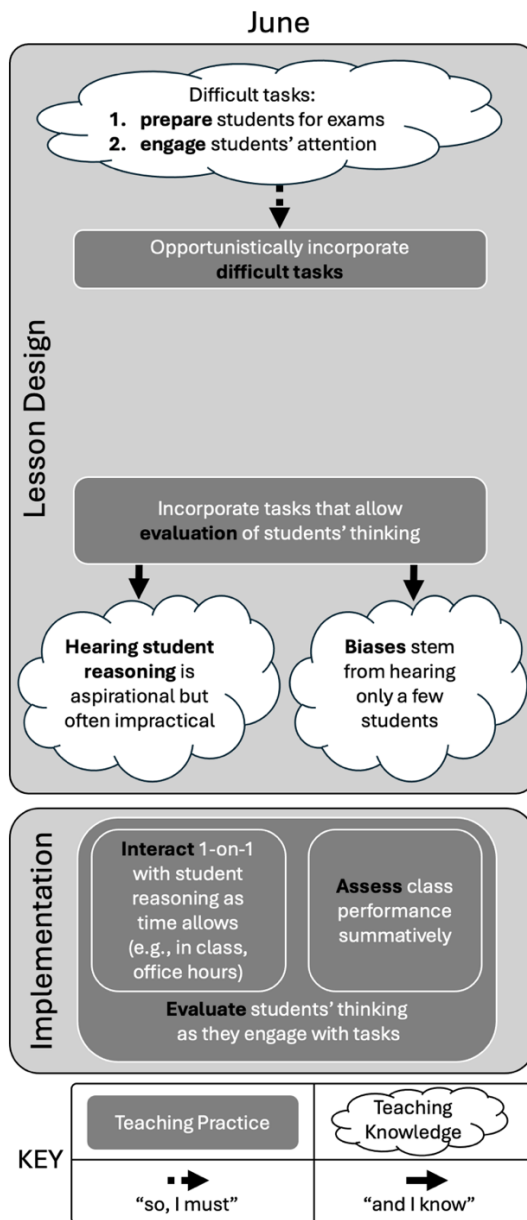 June
Lesson Design
Difficult tasks:
1. prepare students for exams
2. engage students’ attention
Opportunistically incorporate
difficult tasks
Incorporate tasks that allow
evaluation of students’ thinking
Hearing student
reasoning is
aspirational but
often impractical
Biases stem
from hearing
only a few
students
Implementation
Interact 1-on-1
with student
reasoning as
time allows
(e.g., in class,
office hours)
Assess class
performance
summatively
Evaluate students’ thinking
as they engage with tasks
KEY
Teaching Practice
Teaching
Knowledge
“so, I must”
“and I know”